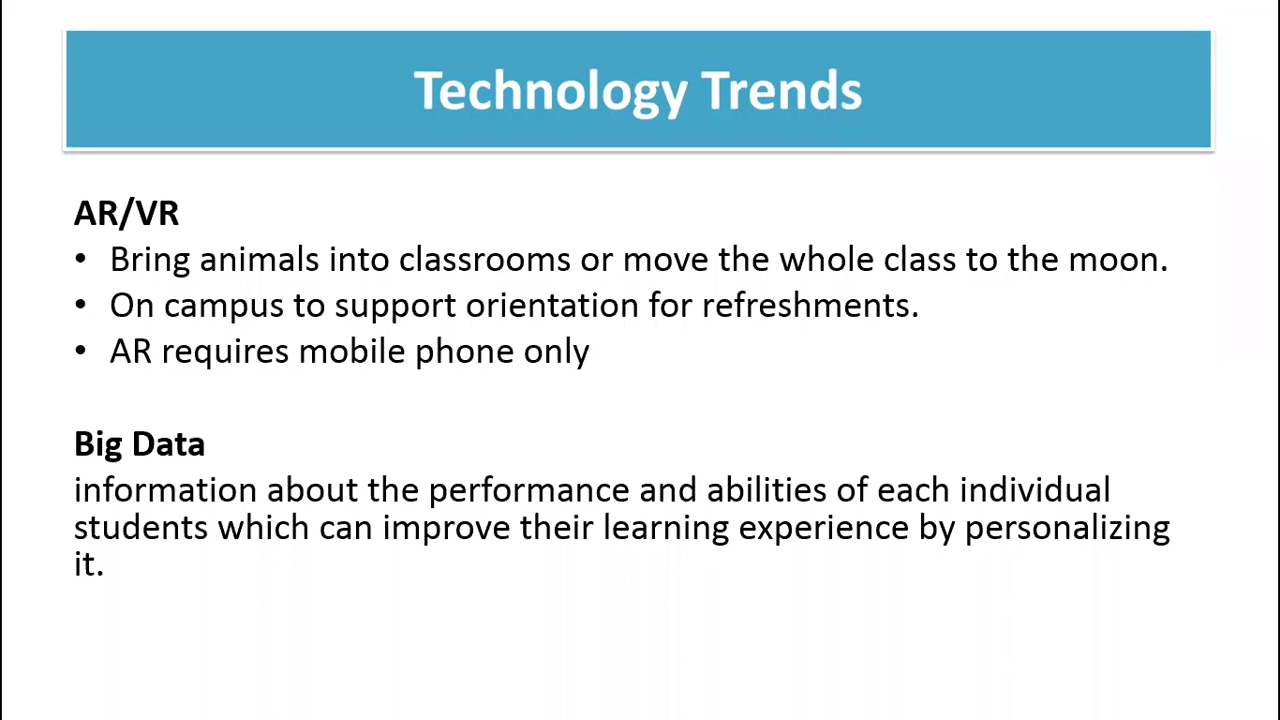 Technology Trends
AR/VR
• Bring animals into classrooms or move the whole class to the moon.
• On campus to support orientation for refreshments.
• AR requires mobile phone only
Big Data
information about the performance and abilities of each individual
students which can improve their learning experience by personalizing
it.